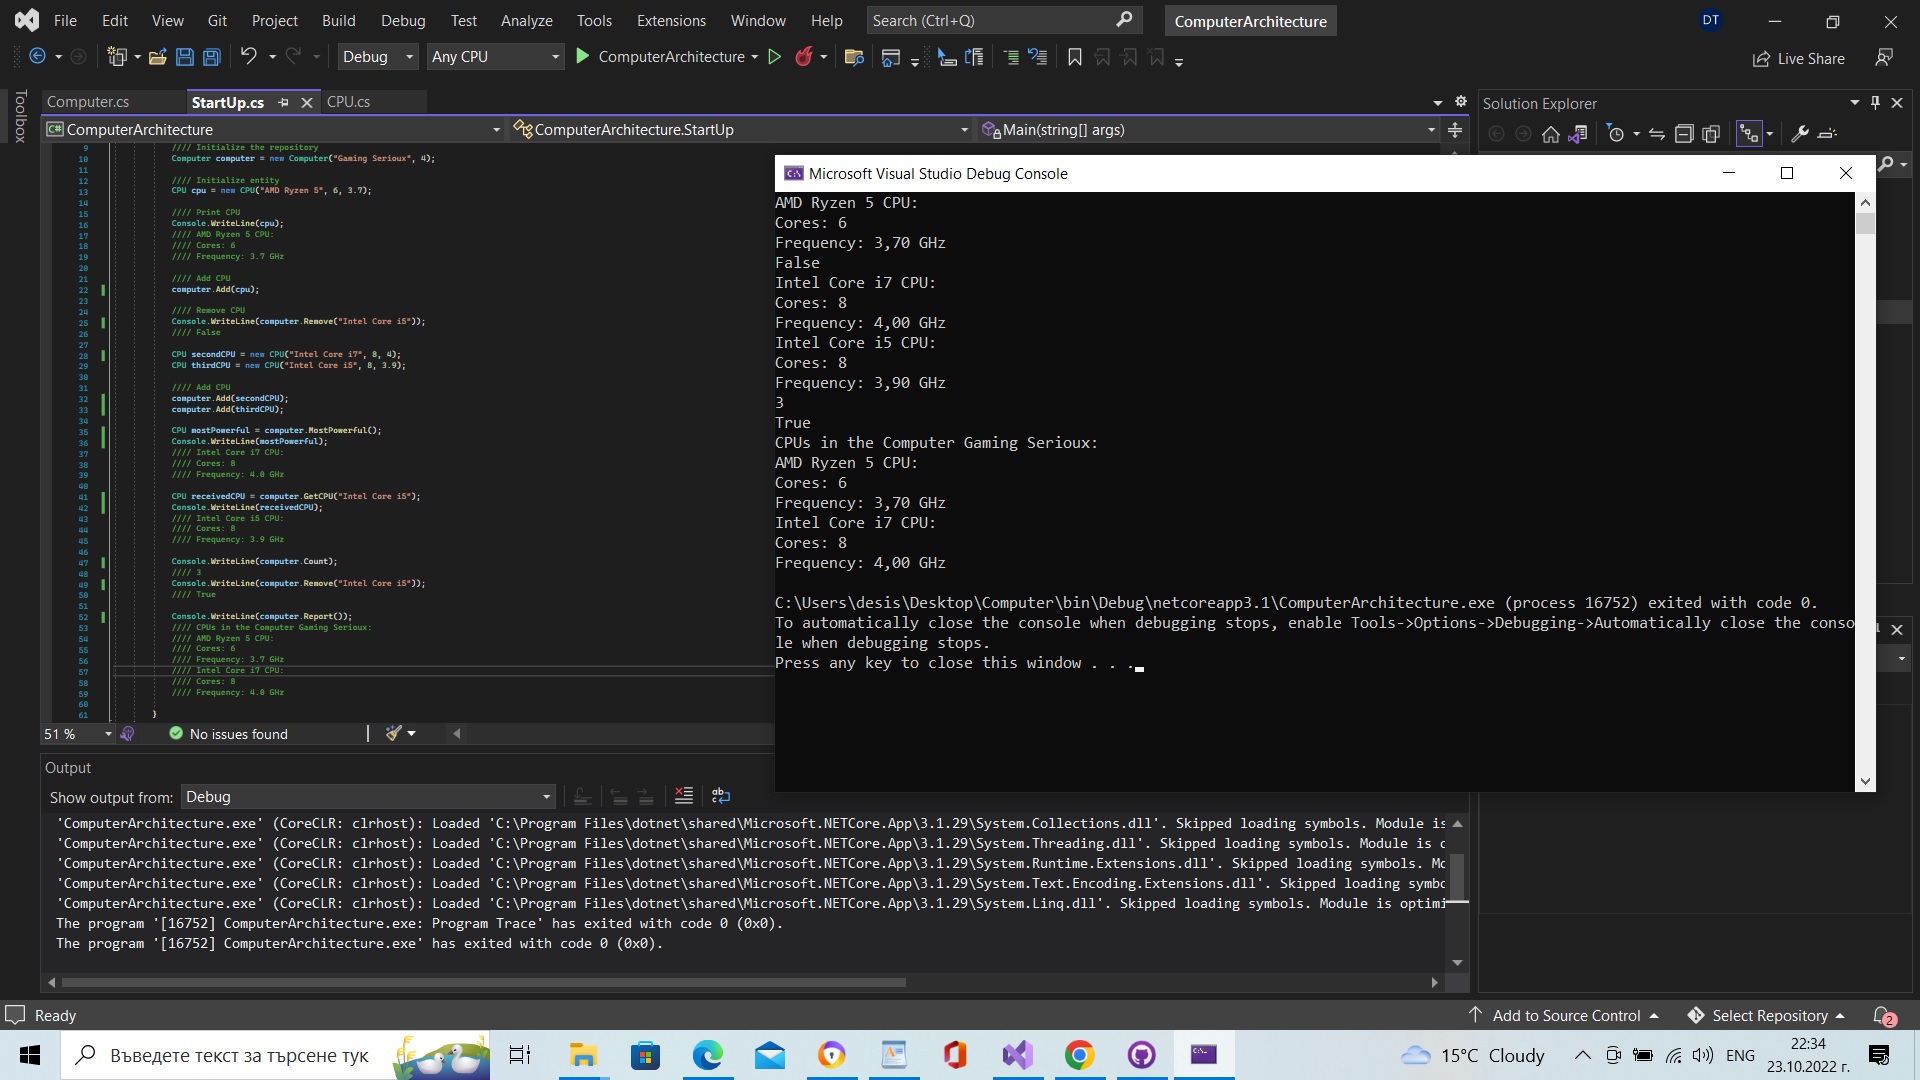 File Edit View Git Project Build Debug Test Analyze Tools Extensions Window Help Search (Ctrl+Q) ComputerArchitecture DT
Debug Any CPU ComputerArchitecture Live Share
Toolbox
Computer.cs StartUp.cs CPU.cs
C# ComputerArchitecture ComputerArchitecture.StartUp Main(string[] args)
9 //// Initialize the repository
10 Computer computer = new Computer("Gaming Serioux", 4);
11
12 //// Initialize entity
13 CPU cpu = new CPU("AMD Ryzen 5", 6, 3.7);
14
15 //// Print CPU
16 Console.WriteLine(cpu);
17 //// AMD Ryzen 5 CPU:
18 //// Cores: 6
19 //// Frequency: 3.7 GHz
20
21 //// Add CPU
22 computer.Add(cpu);
23
24 //// Remove CPU
25 Console.WriteLine(computer.Remove("Intel Core i5"));
26 //// False
27
28 CPU secondCPU = new CPU("Intel Core i7", 8, 4);
29 CPU thirdCPU = new CPU("Intel Core i5", 8, 3.9);
30
31 //// Add CPU
32 computer.Add(secondCPU);
33 computer.Add(thirdCPU);
34
35 CPU mostPowerful = computer.MostPowerful();
36 Console.WriteLine(mostPowerful);
37 //// Intel Core i7 CPU:
38 //// Cores: 8
39 //// Frequency: 4.0 GHz
40
41 CPU receivedCPU = computer.GetCPU("Intel Core i5");
42 Console.WriteLine(receivedCPU);
43 //// Intel Core i5 CPU:
44 //// Cores: 8
45 //// Frequency: 3.9 GHz
46
47 Console.WriteLine(computer.Count);
48 //// 3
49 Console.WriteLine(computer.Remove("Intel Core i5"));
50 //// True
51
52 Console.WriteLine(computer.Report());
53 //// CPUs in the Computer Gaming Serioux:
54 //// AMD Ryzen 5 CPU:
55 //// Cores: 6
56 //// Frequency: 3.7 GHz
57 //// Intel Core i7 CPU:
58 //// Cores: 8
59 //// Frequency: 4.0 GHz
60
61 }
51 % No issues found
Solution Explorer
Microsoft Visual Studio Debug Console
AMD Ryzen 5 CPU:
Cores: 6
Frequency: 3,70 GHz
False
Intel Core i7 CPU:
Cores: 8
Frequency: 4,00 GHz
Intel Core i5 CPU:
Cores: 8
Frequency: 3,90 GHz
3
True
CPUs in the Computer Gaming Serioux:
AMD Ryzen 5 CPU:
Cores: 6
Frequency: 3,70 GHz
Intel Core i7 CPU:
Cores: 8
Frequency: 4,00 GHz
C:\Users\desis\Desktop\Computer\bin\Debug\netcoreapp3.1\ComputerArchitecture.exe (process 16752) exited with code 0.
To automatically close the console when debugging stops, enable Tools->Options->Debugging->Automatically close the conso
le when debugging stops.
Press any key to close this window . . .
Output
Show output from: Debug
'ComputerArchitecture.exe' (CoreCLR: clrhost): Loaded 'C:\Program Files\dotnet\shared\Microsoft.NETCore.App\3.1.29\System.Collections.dll'. Skipped loading symbols. Module is
'ComputerArchitecture.exe' (CoreCLR: clrhost): Loaded 'C:\Program Files\dotnet\shared\Microsoft.NETCore.App\3.1.29\System.Threading.dll'. Skipped loading symbols. Module is o
'ComputerArchitecture.exe' (CoreCLR: clrhost): Loaded 'C:\Program Files\dotnet\shared\Microsoft.NETCore.App\3.1.29\System.Runtime.Extensions.dll'. Skipped loading symbols. Mo
'ComputerArchitecture.exe' (CoreCLR: clrhost): Loaded 'C:\Program Files\dotnet\shared\Microsoft.NETCore.App\3.1.29\System.Text.Encoding.Extensions.dll'. Skipped loading symbo
'ComputerArchitecture.exe' (CoreCLR: clrhost): Loaded 'C:\Program Files\dotnet\shared\Microsoft.NETCore.App\3.1.29\System.Linq.dll'. Skipped loading symbols. Module is optimi
The program '[16752] ComputerArchitecture.exe: Program Trace' has exited with code 0 (0x0).
The program '[16752] ComputerArchitecture.exe' has exited with code 0 (0x0).
Ready Add to Source Control Select Repository 2
Въведете текст за търсене тук 15°C Cloudy ENG 22:34
23.10.2022 г.